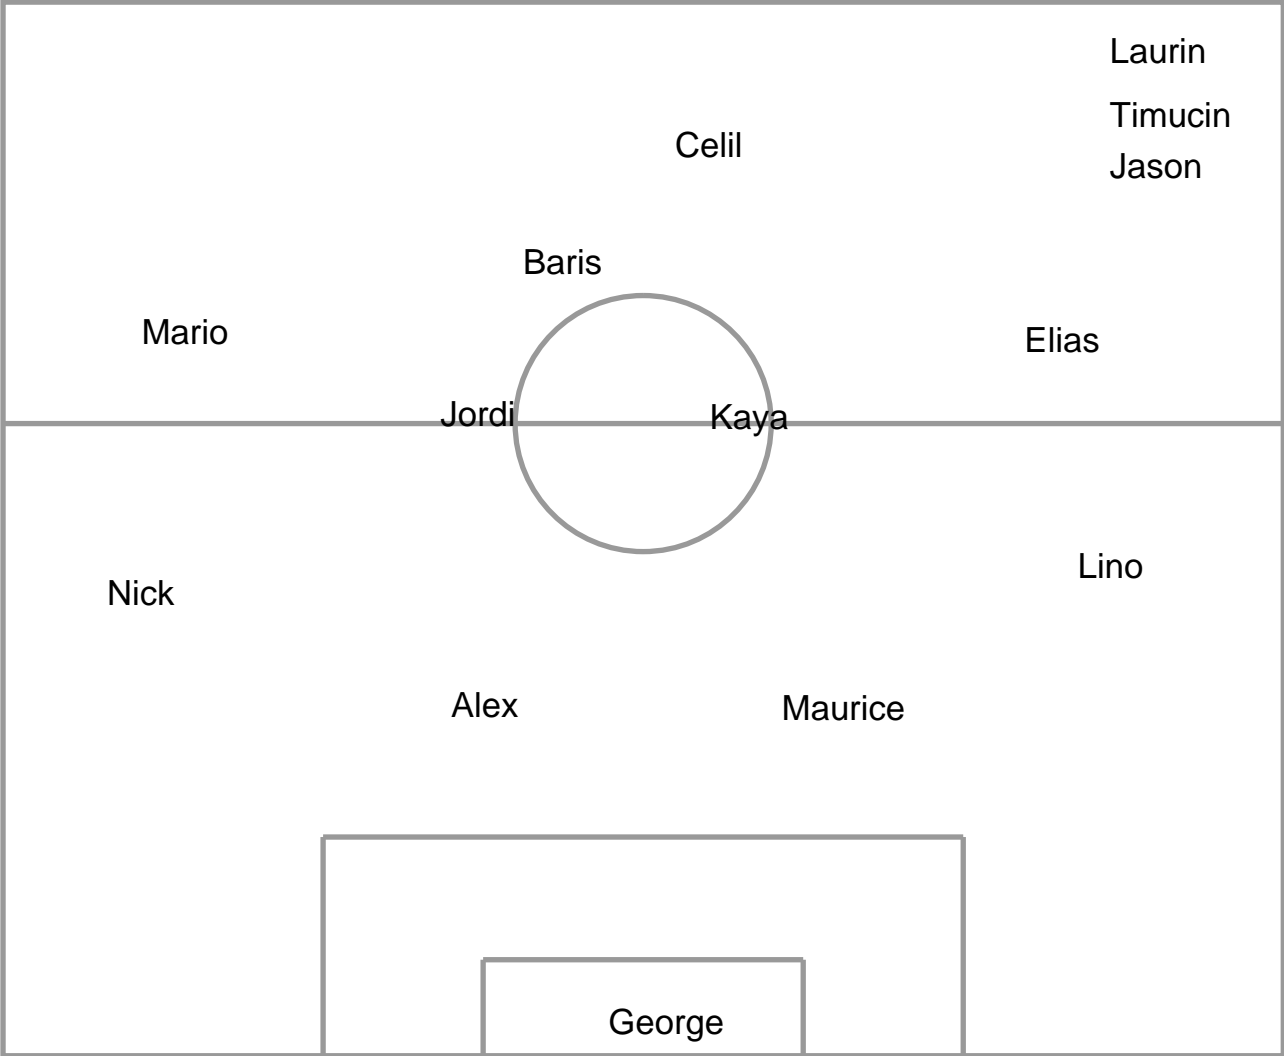 Laurin
Timucin
Celil
Jason
Baris
Mario
Elias
Jordi
Kaya
Lino
Nick
Alex
Maurice
George